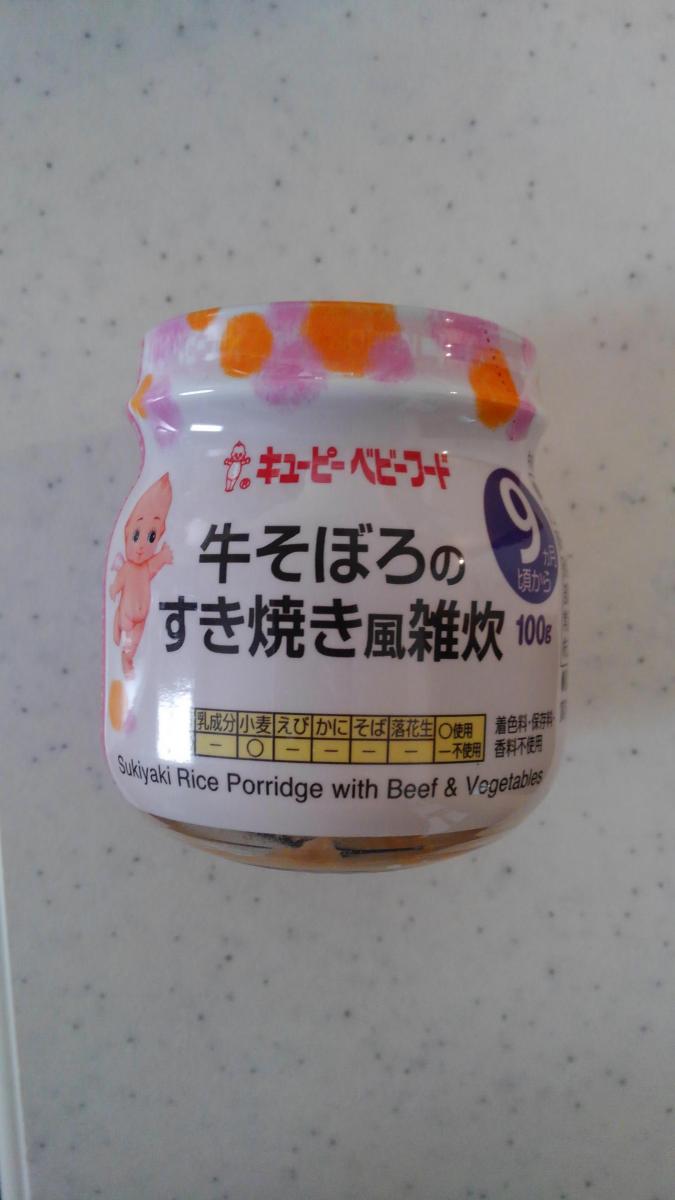 キューピー ベビーフード
®
牛そぼろの
すき焼き風雑炊
9
ヵ月
頃から
100g
乳成分 小麦 えび かに そば 落花生 ○使用
－ ○ － － － － －不使用
着色料・保存料・
香料不使用
Sukiyaki Rice Porridge with Beef & Vegetables